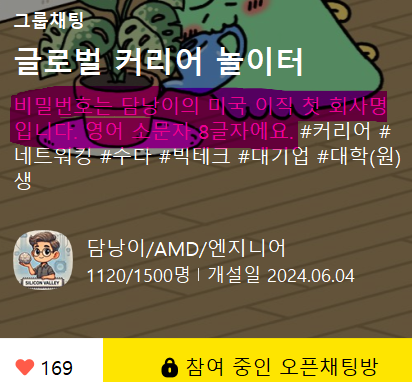 그룹채팅
글로벌 커리어 놀이터
비밀번호는 담낭이의 미국 이직 첫 회사명
입니다. 영어 소문자 8글자에요. #커리어 #
네트워킹 #수다 #빅테크 #대기업 #대학(원)
생
SILICON VALLEY
담낭이/AMD/엔지니어
1120/1500명 | 개설일 2024.06.04
169
참여 중인 오픈채팅방